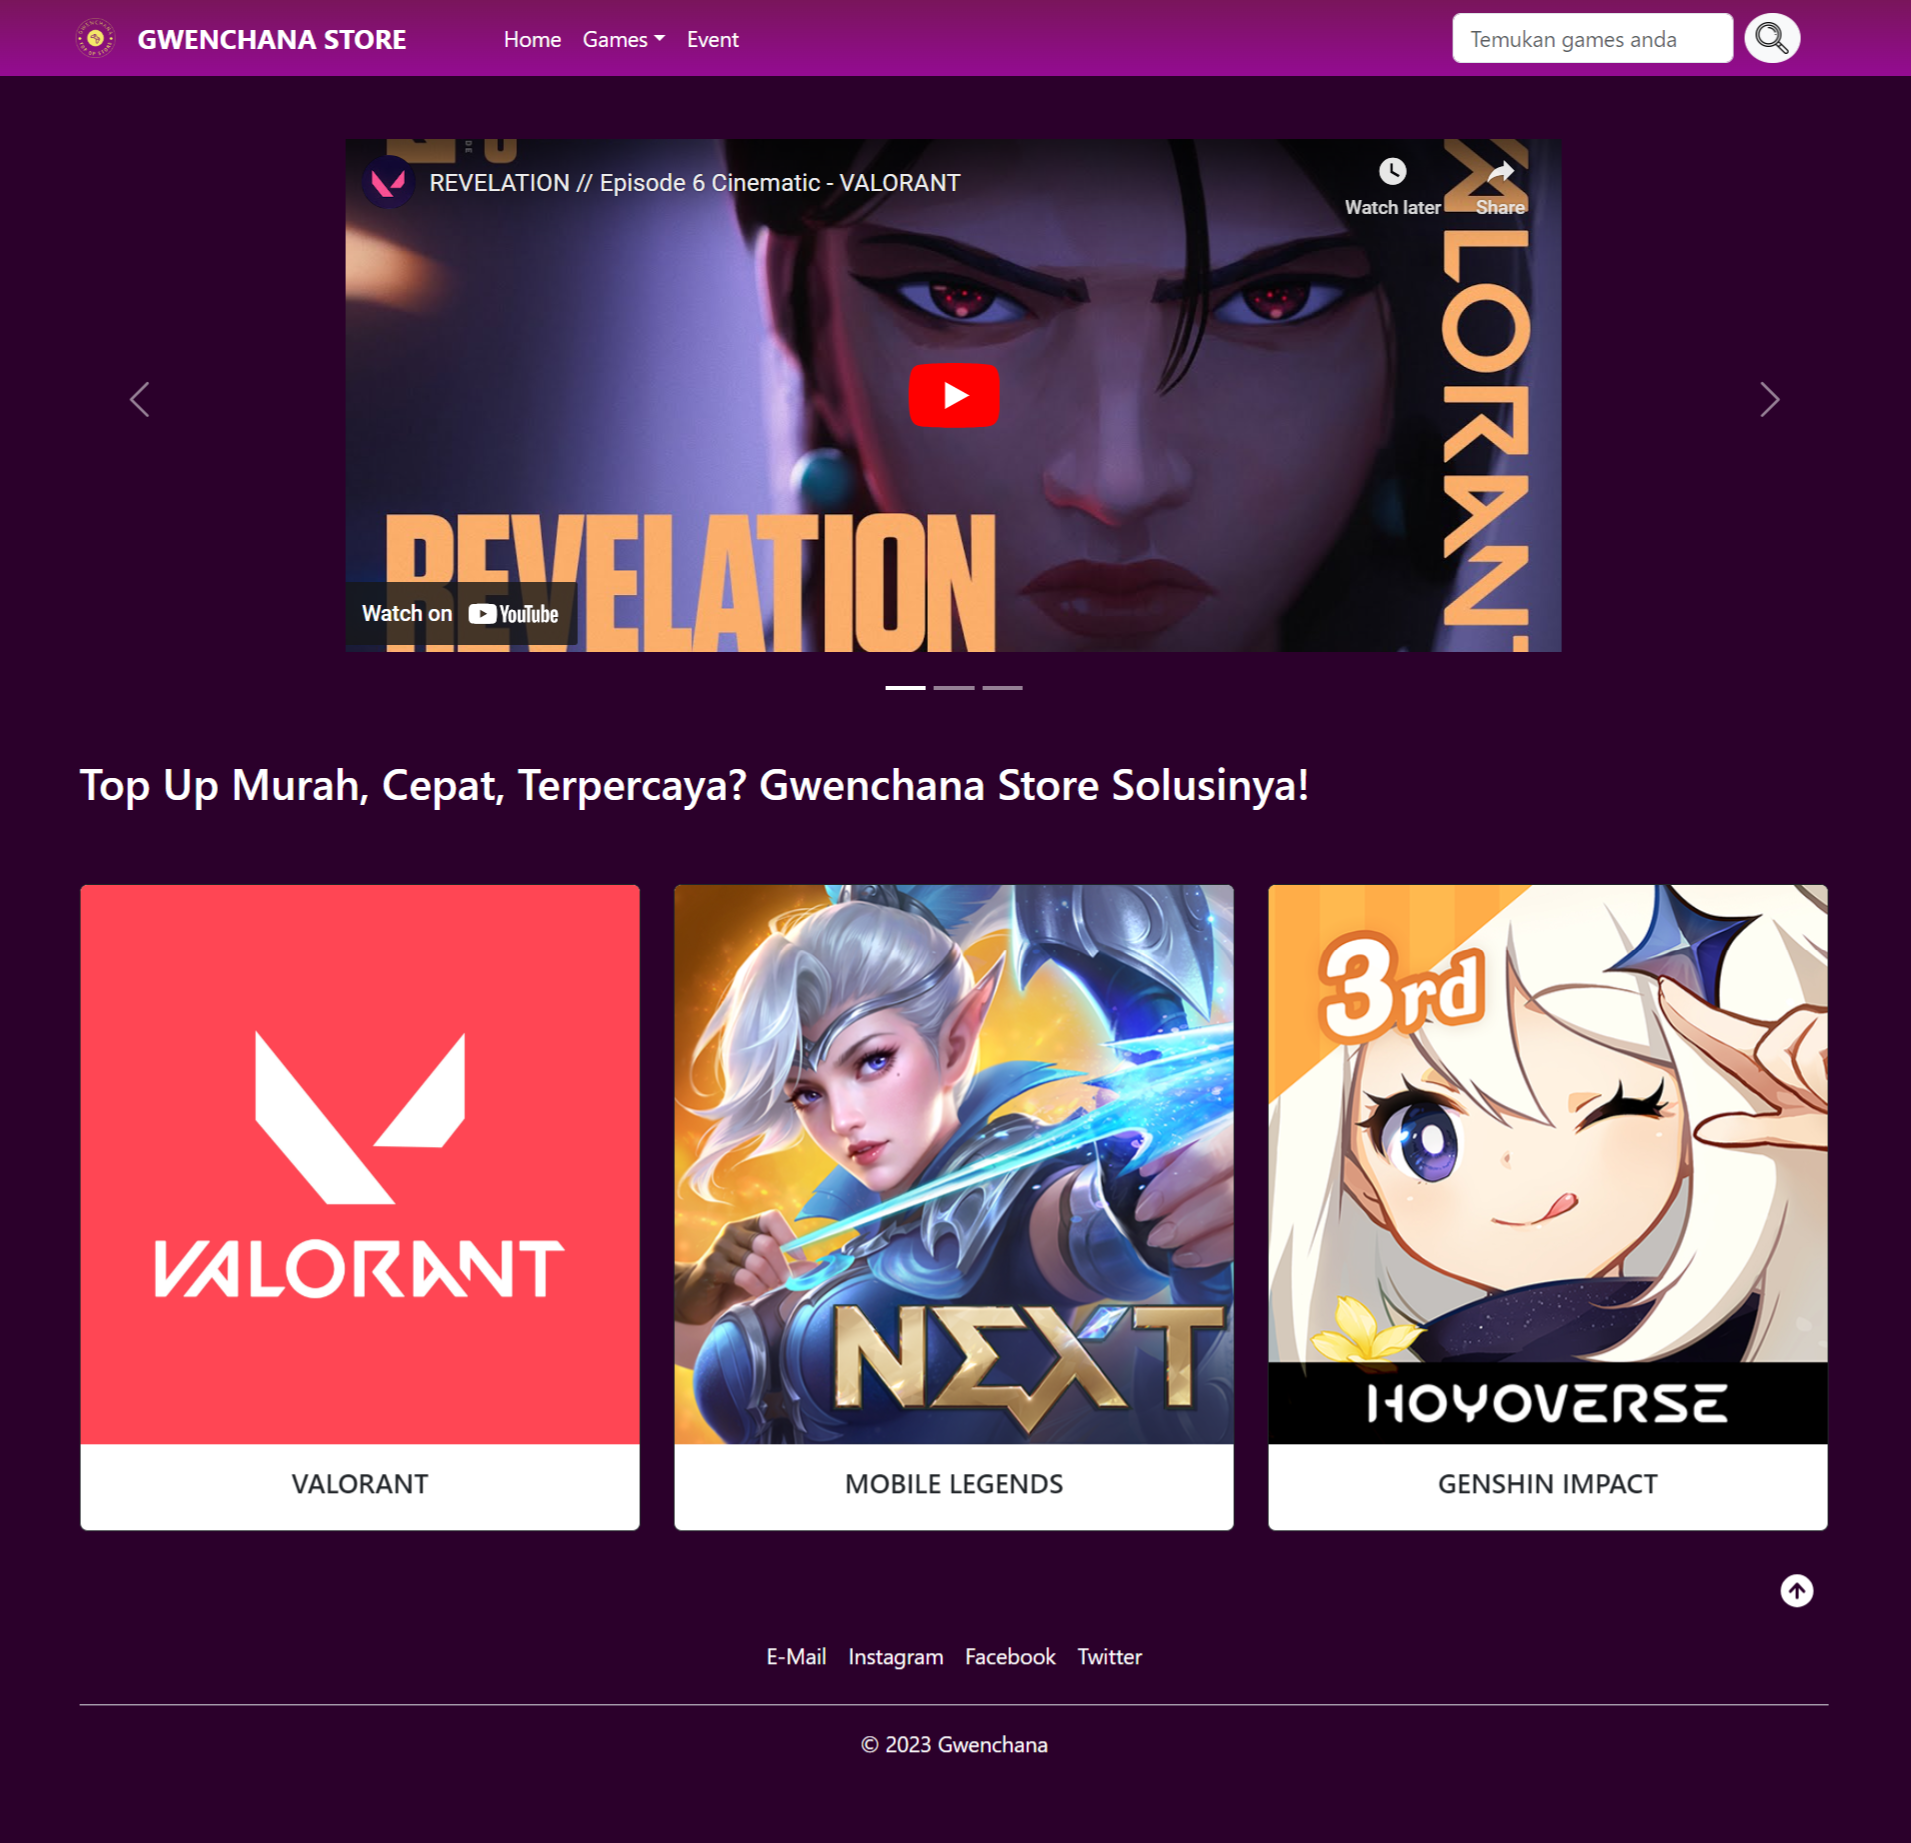 GWENCHANA STORE
Home Games Event
Temukan games anda
REVELATION // Episode 6 Cinematic - VALORANT
Watch later
Share
VALORANT
REVELATION
Watch on YouTube
Top Up Murah, Cepat, Terpercaya? Gwenchana Store Solusinya!
VALORANT
VALORANT
NEXT
MOBILE LEGENDS
3rd
HOYOVERSE
GENSHIN IMPACT
E-Mail Instagram Facebook Twitter
© 2023 Gwenchana